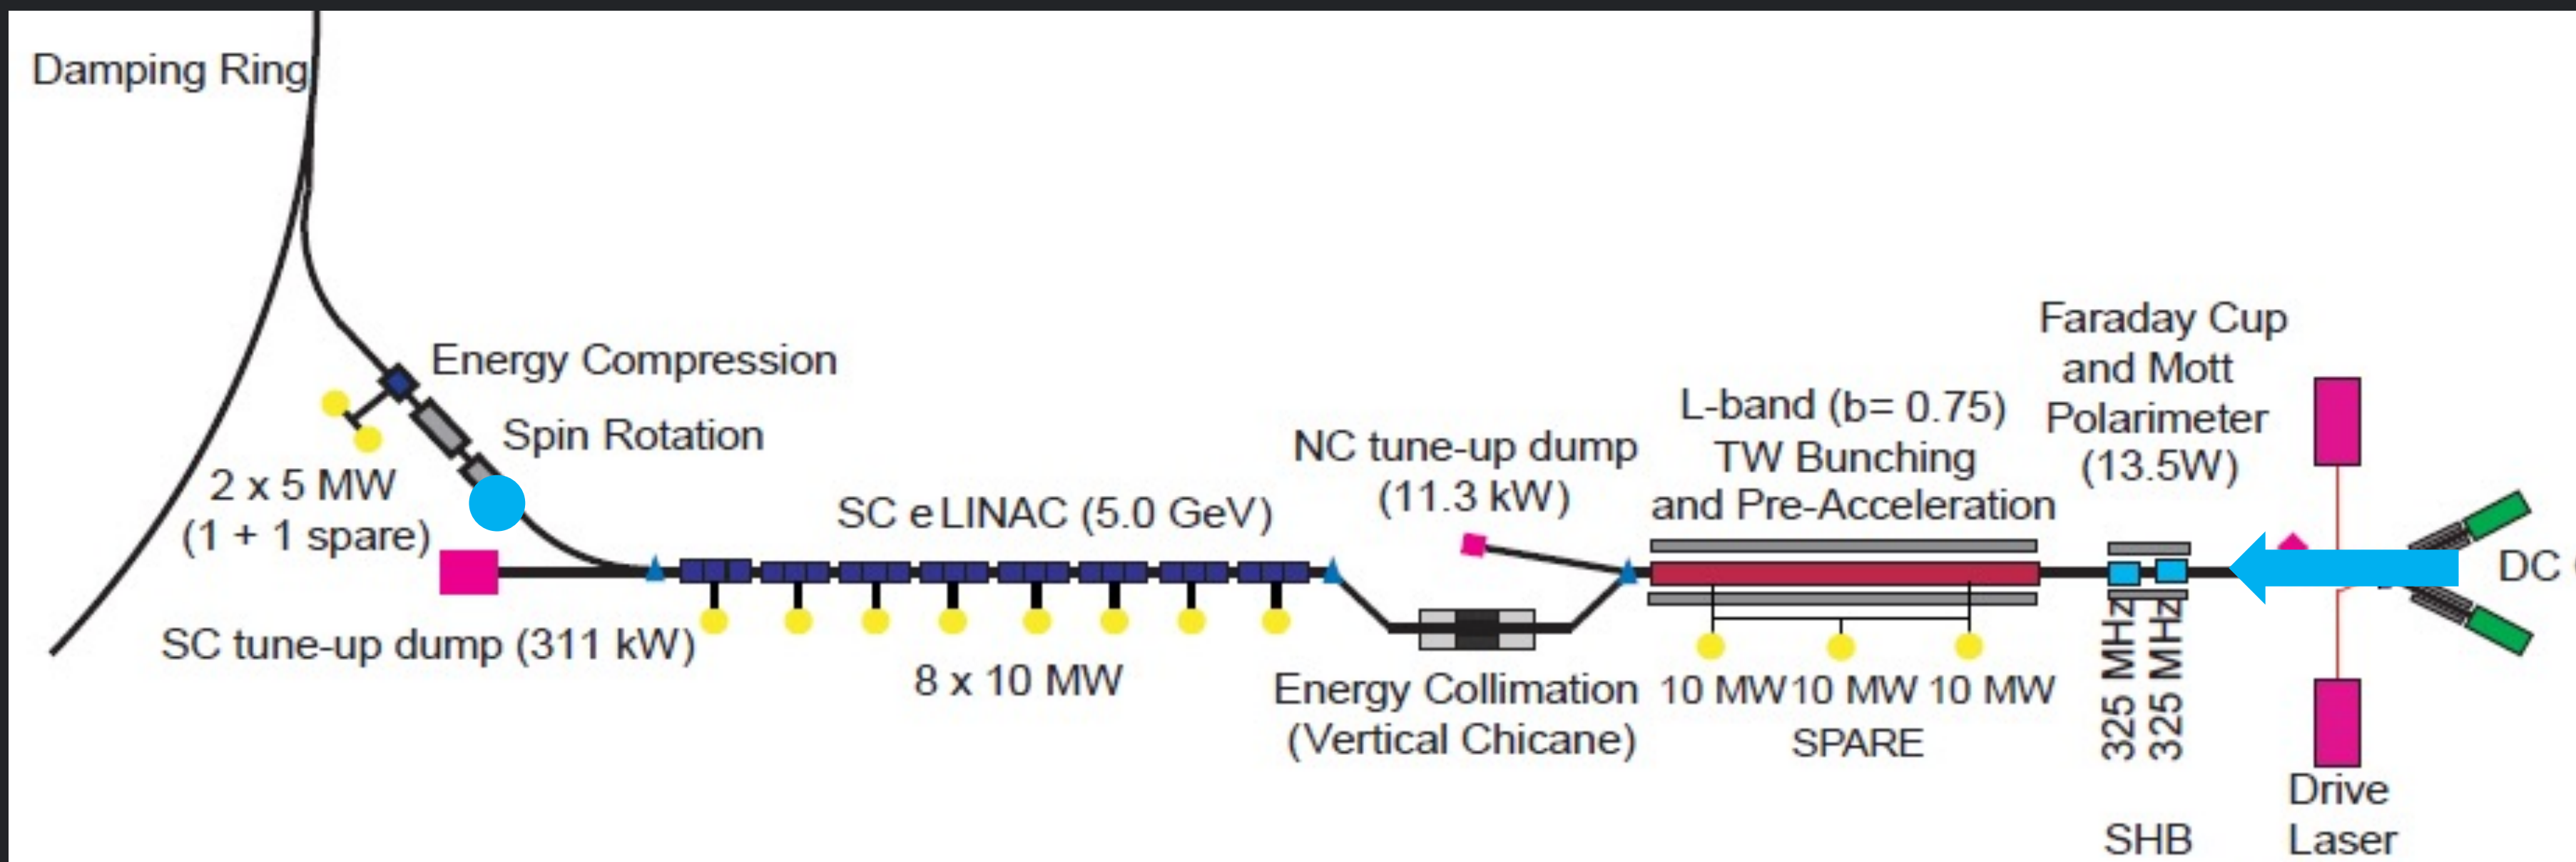 Damping Ring
Energy Compression
Spin Rotation
2 x 5 MW
(1 + 1 spare)
SC tune-up dump (311 kW)
SC e LINAC (5.0 GeV)
8 x 10 MW
NC tune-up dump
(11.3 kW)
Energy Collimation
(Vertical Chicane)
L-band (b= 0.75)
TW Bunching
and Pre-Acceleration
10 MW 10 MW 10 MW
SPARE
Faraday Cup
and Mott
Polarimeter
(13.5W)
325 MHz
325 MHz
SHB
Drive
Laser
DC